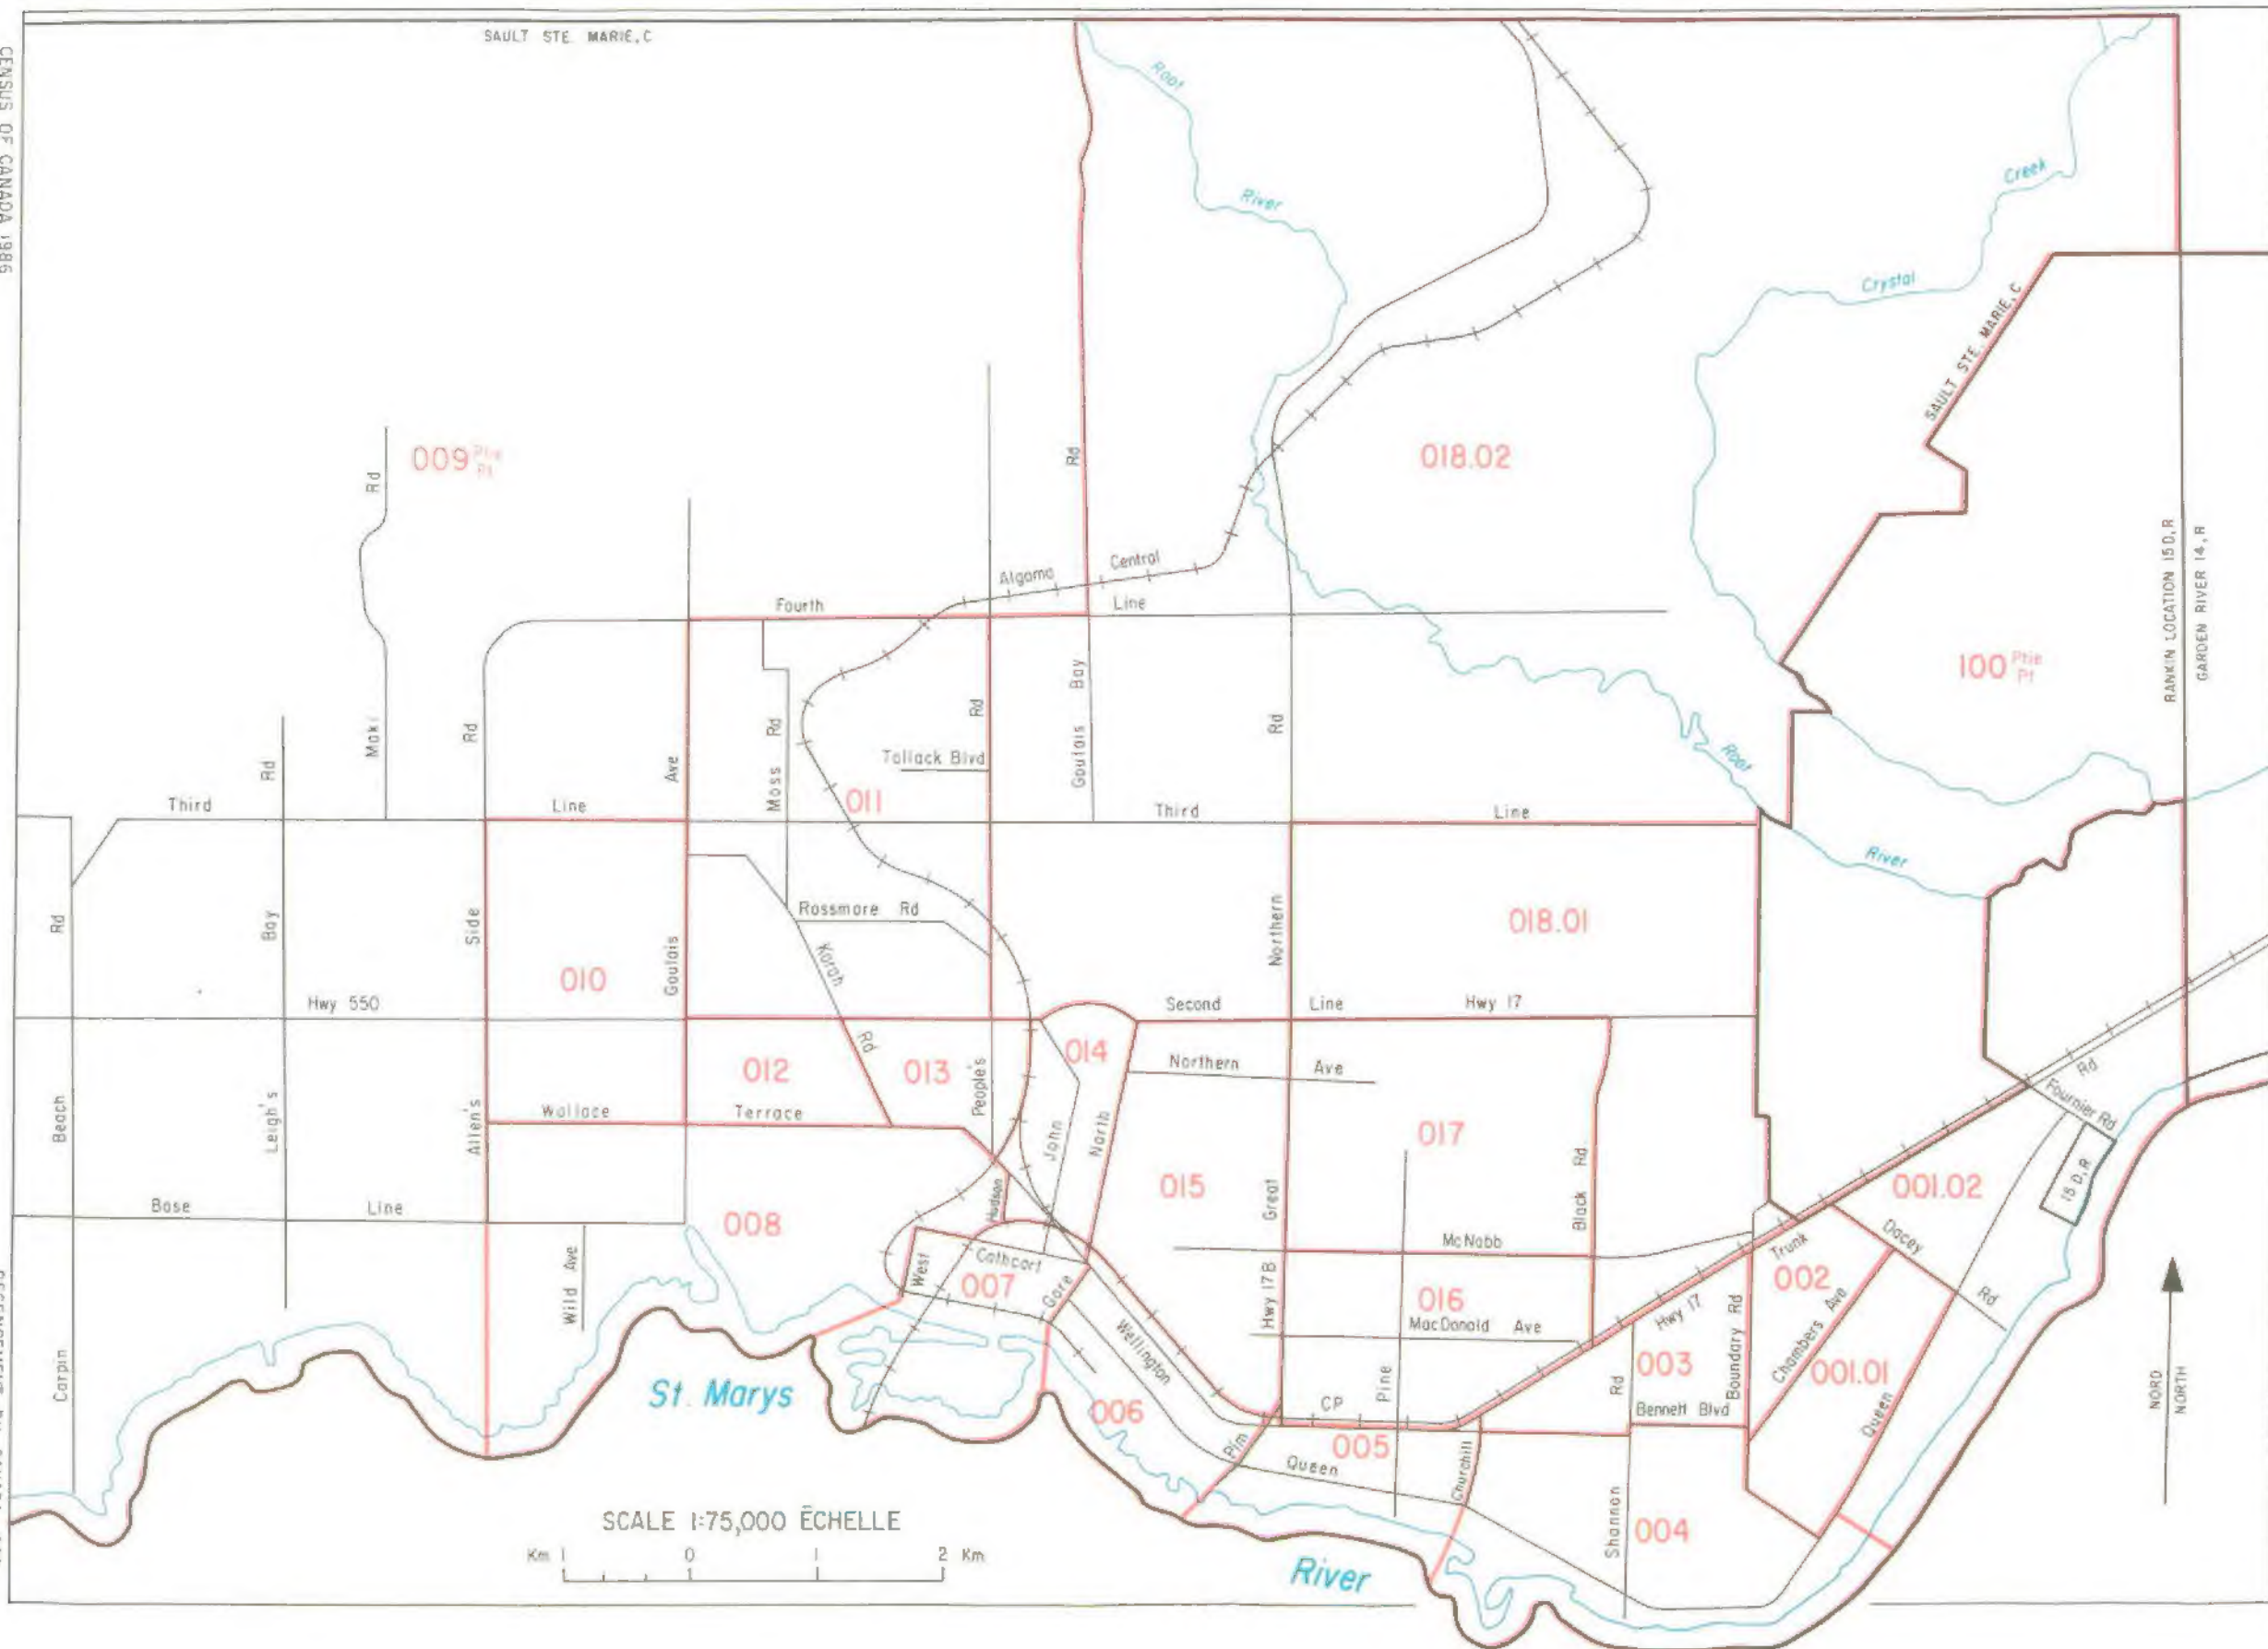 SAULT STE. MARIE, C
CENSUS OF CANADA 1986
Root
River
Creek
Crystal
SAULT STE. MARIE, C
009 Ptie Pt
Rd
Rd
018.02
RANKIN LOCATION 15D, R
GARDEN RIVER 14, R
Algoma
Central
Fourth
Line
100 Ptie Pt
Maki
Rd
Rd
Ave
Moss Rd
Rd
Goulais Bay
Rd
Tallack Blvd
Root
011
Third
Line
Third
Line
River
Rd
Bay
Side
Goulais
Rossmore Rd
Korah
Rd
Northern
018.01
010
Hwy 550
Second
Line
Hwy 17
012
013
People's
014
Northern
Ave
Rd
Fournier Rd
Beach
Leigh's
Allen's
Wallace
Terrace
John
North
017
Black Rd
001.02
15 D, R
Base
Line
008
Hudson
015
Great
McNabb
Trunk
Dacey
Rd
Wild Ave
West
Cathcart
007
Gore
Hwy 17B
016
MacDonald Ave
Hwy 17
002
Boundary Rd
Chambers Ave
003
001.01
Carpin
Wellington
Pine
Rd
Bennett Blvd
Queen
NORD
NORTH
St. Marys
006
CP
Pim
005
Queen
Churchill
Shannon
004
SCALE 1:75,000 ÉCHELLE
Km 1 0 1 2 Km
River